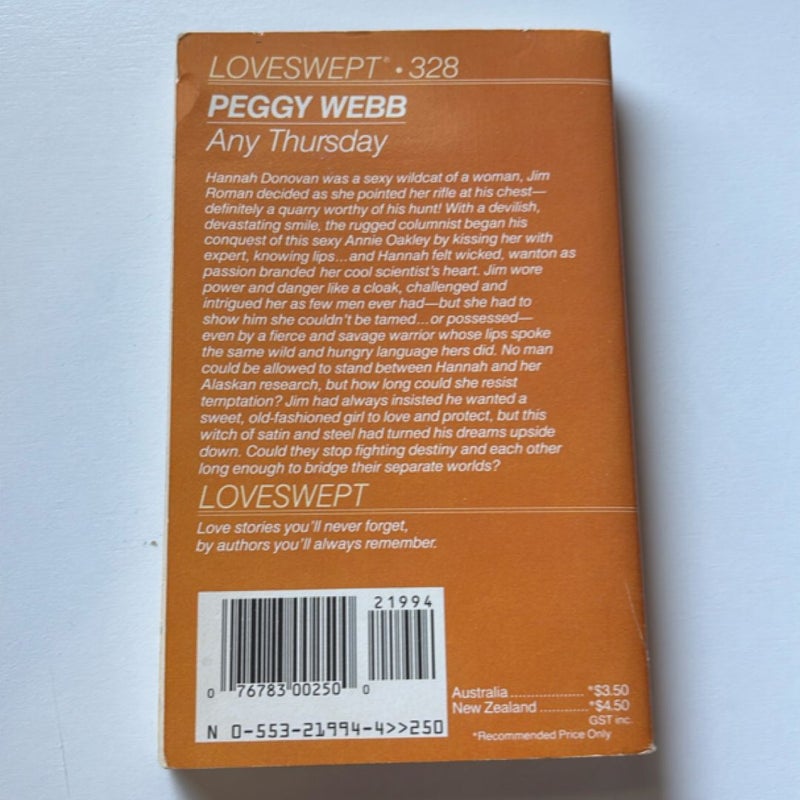 LOVESWEPT® • 328
PEGGY WEBB
Any Thursday
Hannah Donovan was a sexy wildcat of a woman, Jim
Roman decided as she pointed her rifle at his chest—
definitely a quarry worthy of his hunt! With a devilish,
devastating smile, the rugged columnist began his
conquest of this sexy Annie Oakley by kissing her with
expert, knowing lips...and Hannah felt wicked, wanton as
passion branded her cool scientist's heart. Jim wore
power and danger like a cloak, challenged and
intrigued her as few men ever had—but she had to
show him she couldn't be tamed...or possessed—
even by a fierce and savage warrior whose lips spoke
the same wild and hungry language hers did. No man
could be allowed to stand between Hannah and her
Alaskan research, but how long could she resist
temptation? Jim had always insisted he wanted a
sweet, old-fashioned girl to love and protect, but this
witch of satin and steel had turned his dreams upside
down. Could they stop fighting destiny and each other
long enough to bridge their separate worlds?
LOVESWEPT
Love stories you'll never forget,
by authors you'll always remember.
21994
0 76783 00250 0
N 0-553-21994-4>>250
Australia ................. *$3.50
New Zealand ........... *$4.50
GST inc.
*Recommended Price Only